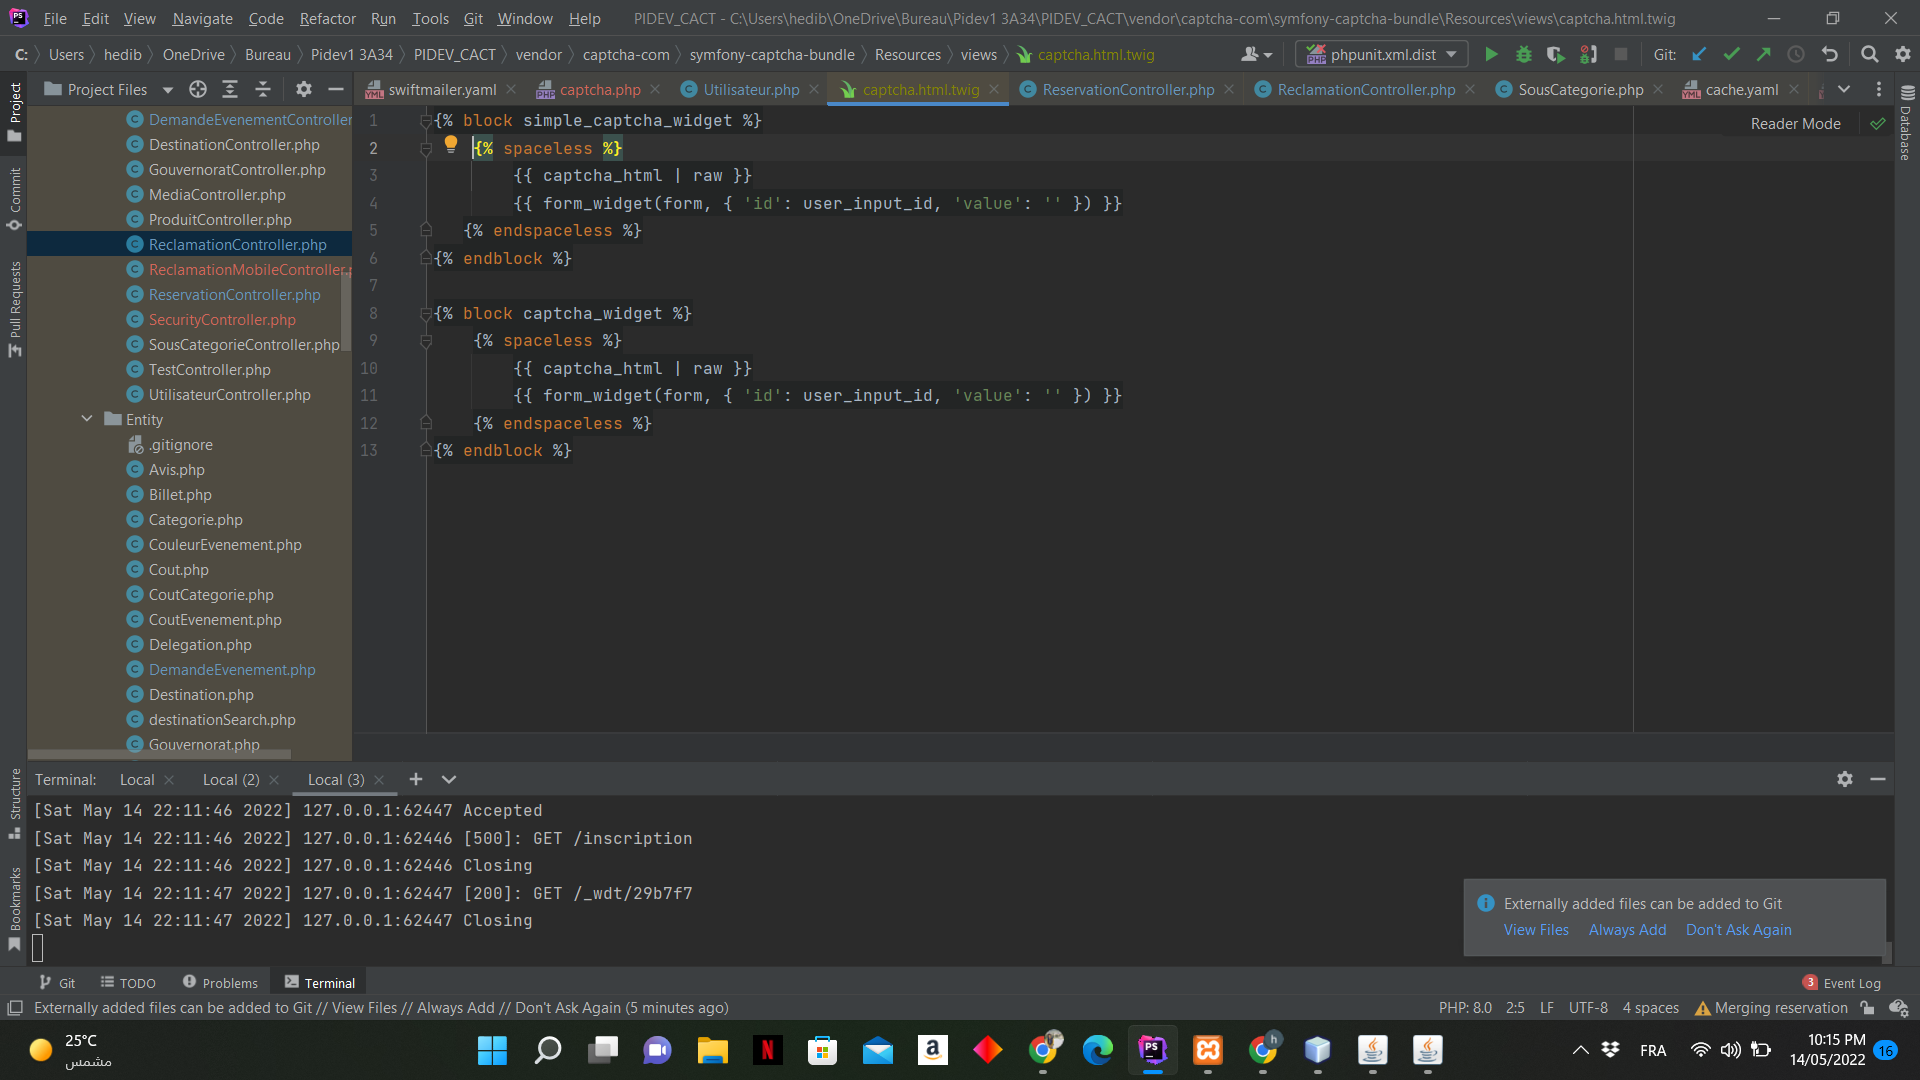 File Edit View Navigate Code Refactor Run Tools Git Window Help PIDEV_CACT - C:\Users\hedib\OneDrive\Bureau\Pidev1 3A34\PIDEV_CACT\vendor\captcha-com\symfony-captcha-bundle\Resources\views\captcha.html.twig
C: Users hedib OneDrive Bureau Pidev1 3A34 PIDEV_CACT vendor captcha-com symfony-captcha-bundle Resources views captcha.html.twig phpunit.xml.dist Git:
Project Files swiftmailer.yaml captcha.php Utilisateur.php captcha.html.twig ReservationController.php ReclamationController.php SousCategorie.php cache.yaml
Project
Commit
Pull Requests
Structure
Bookmarks
Database
DemandeEvenementController
DestinationController.php
GouvernoratController.php
MediaController.php
ProduitController.php
ReclamationController.php
ReclamationMobileController.p
ReservationController.php
SecurityController.php
SousCategorieController.php
TestController.php
UtilisateurController.php
Entity
.gitignore
Avis.php
Billet.php
Categorie.php
CouleurEvenement.php
Cout.php
CoutCategorie.php
CoutEvenement.php
Delegation.php
DemandeEvenement.php
Destination.php
destinationSearch.php
Gouvernorat.php
Reader Mode
1 {% block simple_captcha_widget %}
2 {% spaceless %}
3 {{ captcha_html | raw }}
4 {{ form_widget(form, { 'id': user_input_id, 'value': '' }) }}
5 {% endspaceless %}
6 {% endblock %}
7
8 {% block captcha_widget %}
9 {% spaceless %}
10 {{ captcha_html | raw }}
11 {{ form_widget(form, { 'id': user_input_id, 'value': '' }) }}
12 {% endspaceless %}
13 {% endblock %}
Terminal: Local Local (2) Local (3)
[Sat May 14 22:11:46 2022] 127.0.0.1:62447 Accepted
[Sat May 14 22:11:46 2022] 127.0.0.1:62446 [500]: GET /inscription
[Sat May 14 22:11:46 2022] 127.0.0.1:62446 Closing
[Sat May 14 22:11:47 2022] 127.0.0.1:62447 [200]: GET /_wdt/29b7f7
[Sat May 14 22:11:47 2022] 127.0.0.1:62447 Closing
Externally added files can be added to Git
View Files Always Add Don't Ask Again
Git TODO Problems Terminal 3 Event Log
Externally added files can be added to Git // View Files // Always Add // Don't Ask Again (5 minutes ago) PHP: 8.0 2:5 LF UTF-8 4 spaces Merging reservation
25°C
مشمس
FRA
10:15 PM
14/05/2022
16